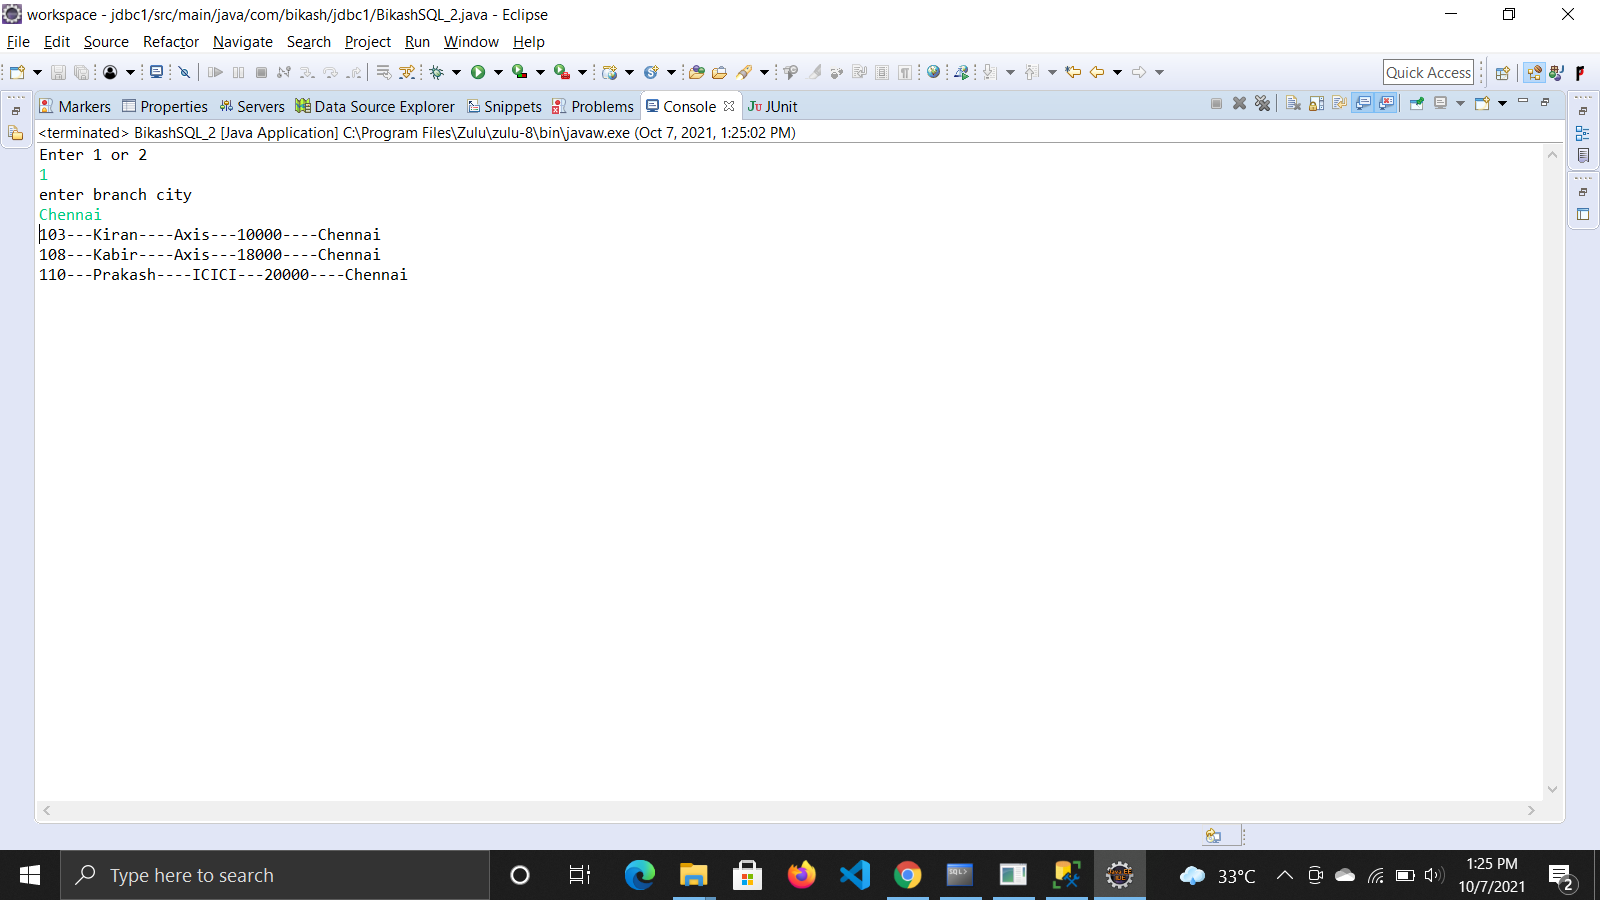 workspace - jdbc1/src/main/java/com/bikash/jdbc1/BikashSQL_2.java - Eclipse
File Edit Source Refactor Navigate Search Project Run Window Help
Quick Access
Markers Properties Servers Data Source Explorer Snippets Problems Console JUnit
<terminated> BikashSQL_2 [Java Application] C:\Program Files\Zulu\zulu-8\bin\javaw.exe (Oct 7, 2021, 1:25:02 PM)
Enter 1 or 2
1
enter branch city
Chennai
103---Kiran----Axis---10000----Chennai
108---Kabir----Axis---18000----Chennai
110---Prakash----ICICI---20000----Chennai
Type here to search
SQL>
33°C
1:25 PM
10/7/2021
2